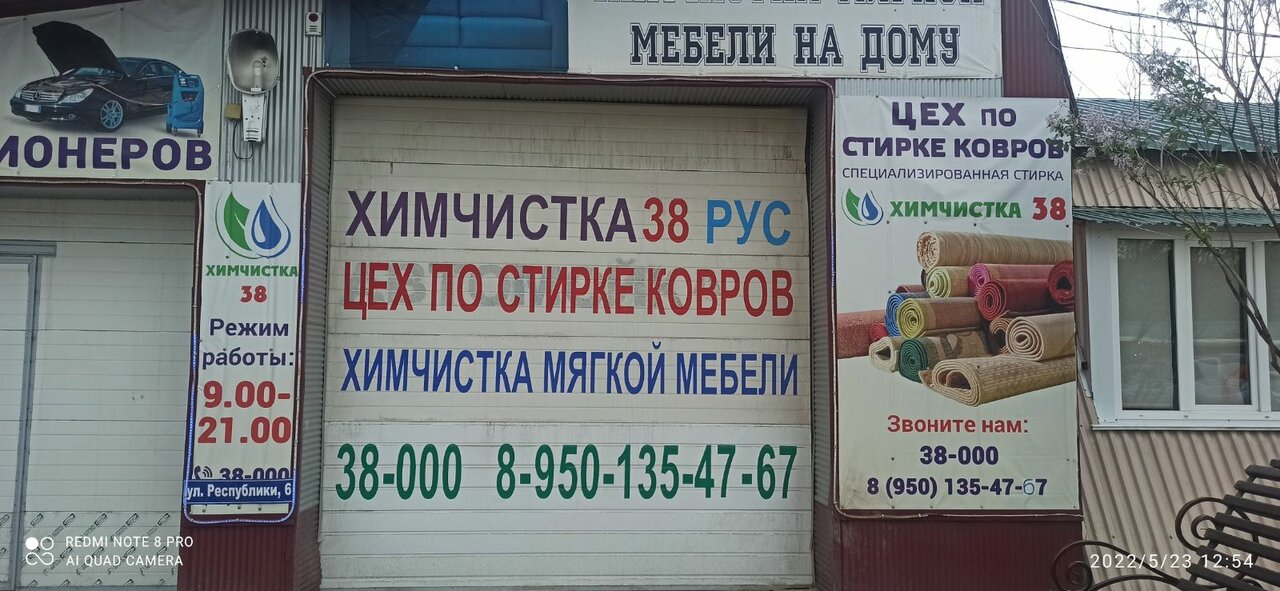 МЕБЕЛИ НА ДОМУ
ИОНЕРОВ
ХИМЧИСТКА
38
Режим
работы:
9.00-
21.00
38-000
ул. Республики, 6
ХИМЧИСТКА 38 РУС
ЦЕХ ПО СТИРКЕ КОВРОВ
ХИМЧИСТКА МЯГКОЙ МЕБЕЛИ
38-000 8-950-135-47-67
ЦЕХ ПО
СТИРКЕ КОВРОВ
СПЕЦИАЛИЗИРОВАННАЯ СТИРКА
ХИМЧИСТКА 38
Звоните нам:
38-000
8 (950) 135-47-67
REDMI NOTE 8 PRO
AI QUAD CAMERA
2022/5/23 12:54